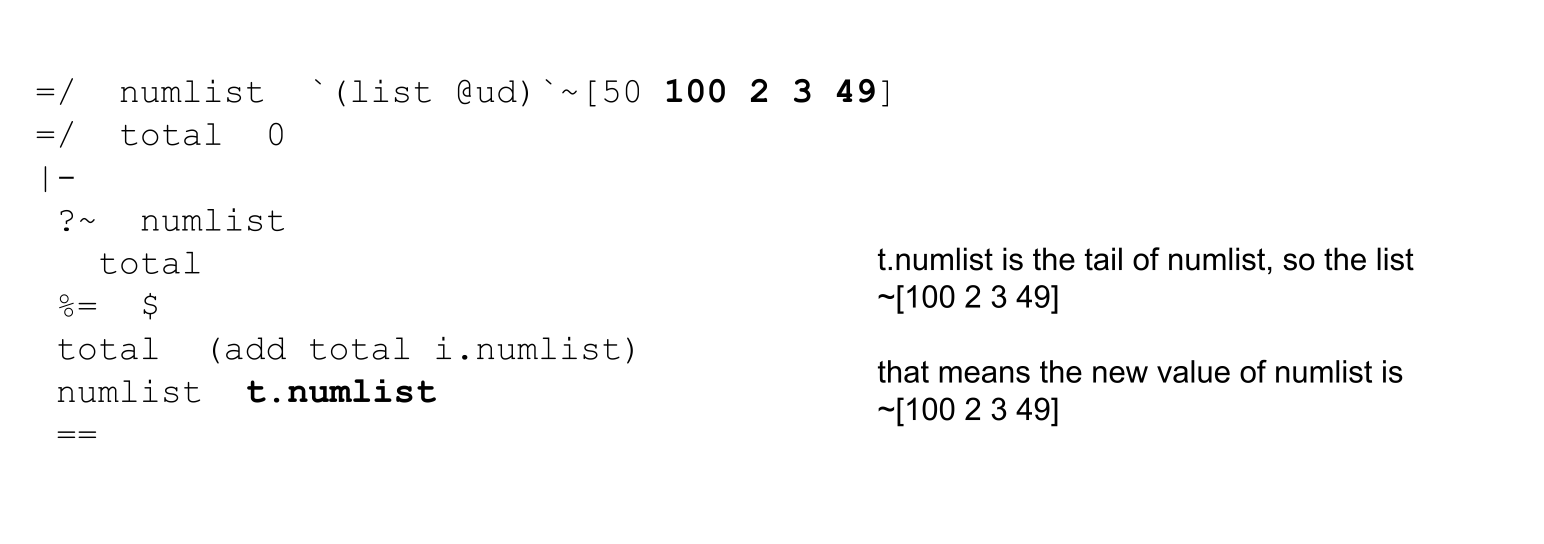 =/  numlist  `(list @ud)`~[50 100 2 3 49]
=/  total  0
|-
 ?~  numlist
   total
 %=  $
 total  (add total i.numlist)
 numlist  t.numlist
 ==
t.numlist is the tail of numlist, so the list
~[100 2 3 49]
that means the new value of numlist is
~[100 2 3 49]